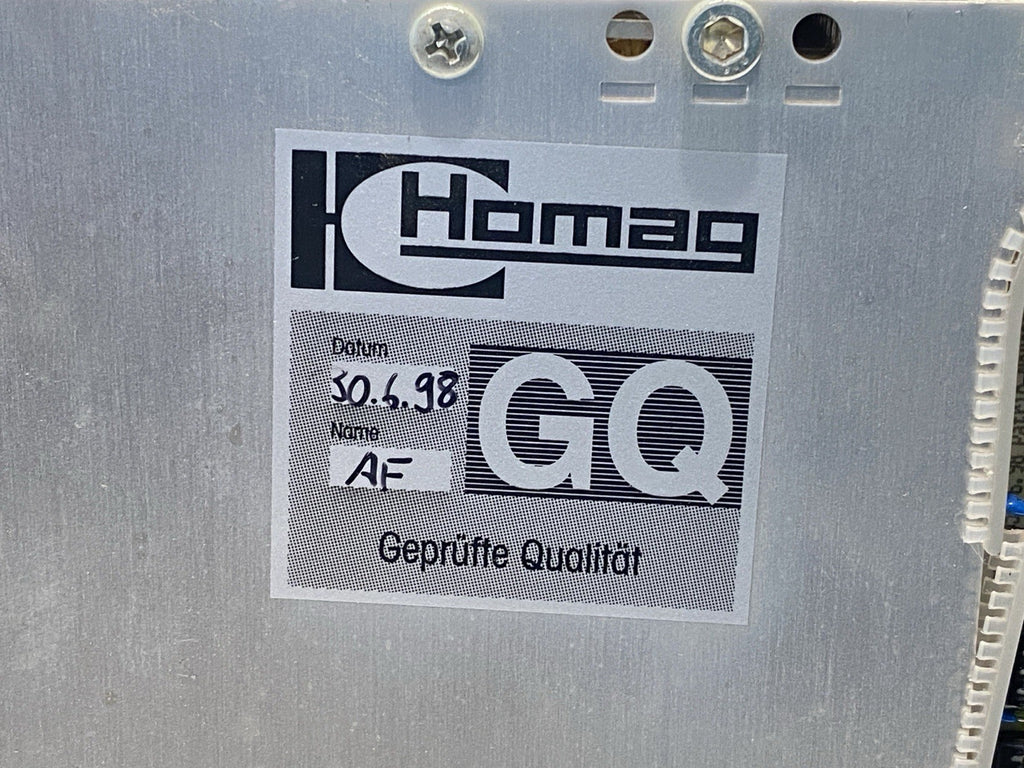 Homag
Datum
30.6.98
Name
AF
GQ
Geprüfte Qualität